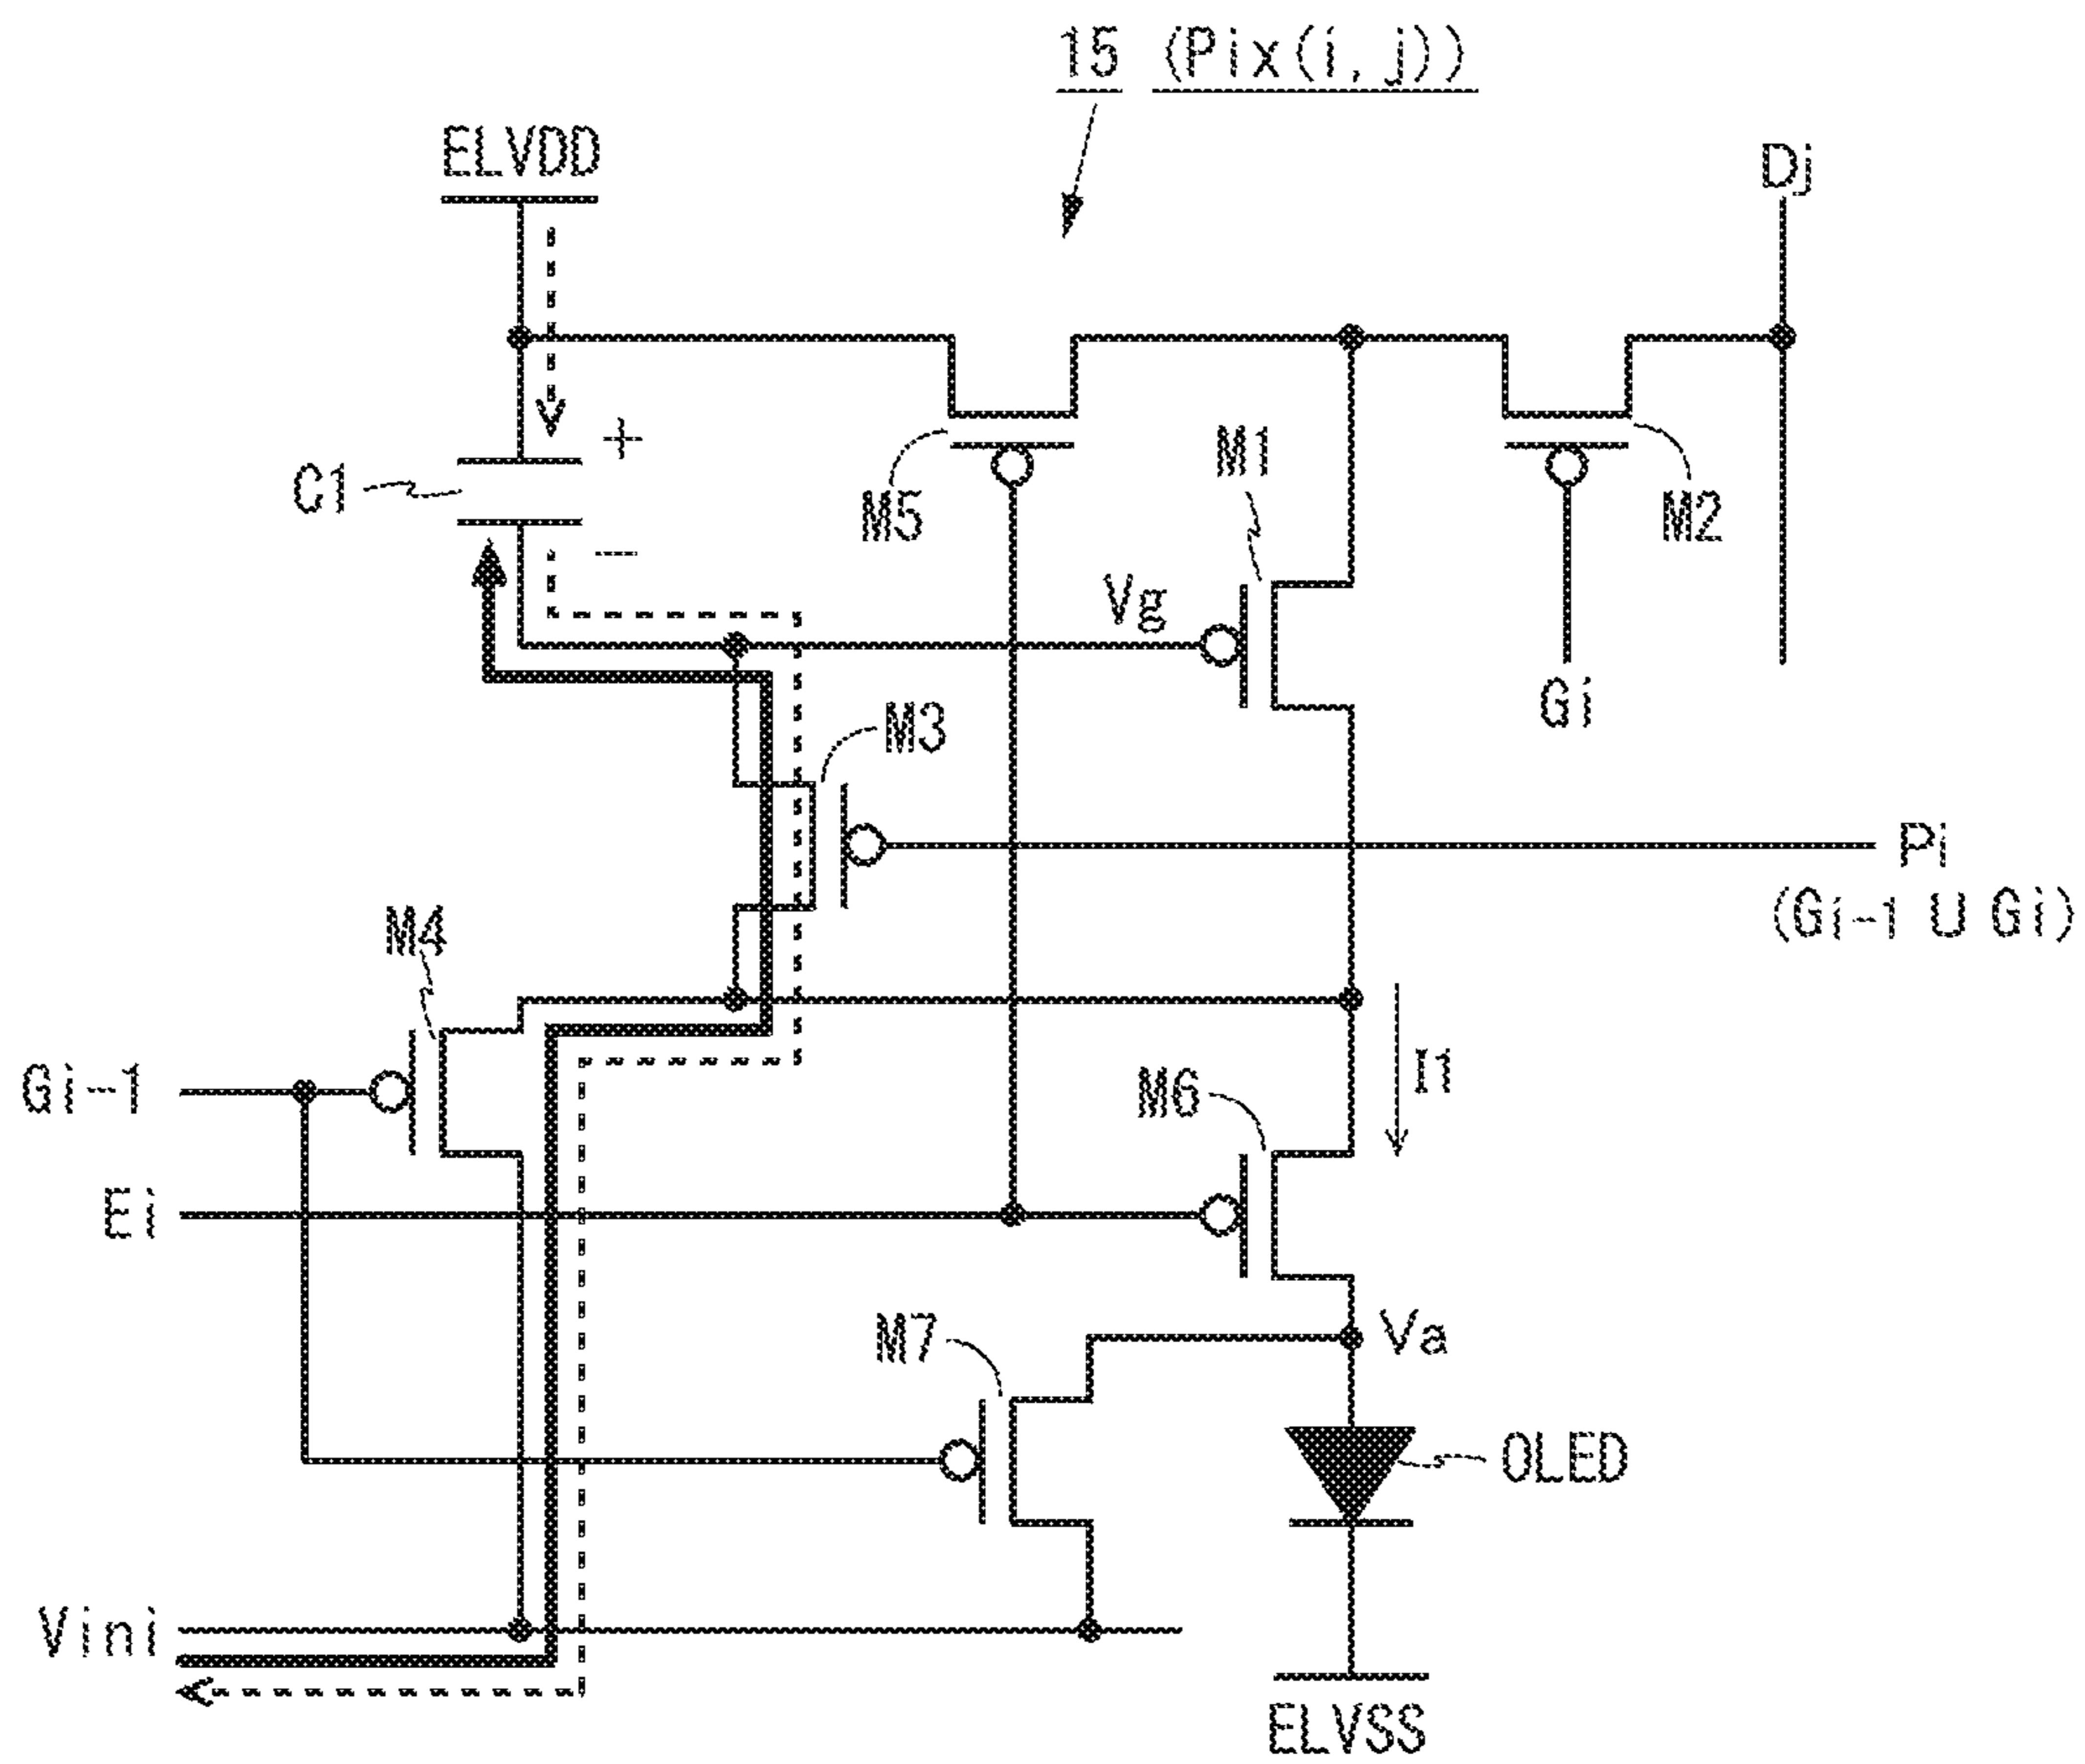 15 (Pix(i, j))
ELVDD
Dj
+
C1
M5
M1
M2
−
Vg
Gi
M3
Pi
(Gi-1 U Gi)
M4
Gi-1
I1
M6
Ei
M7
Va
OLED
Vini
ELVSS